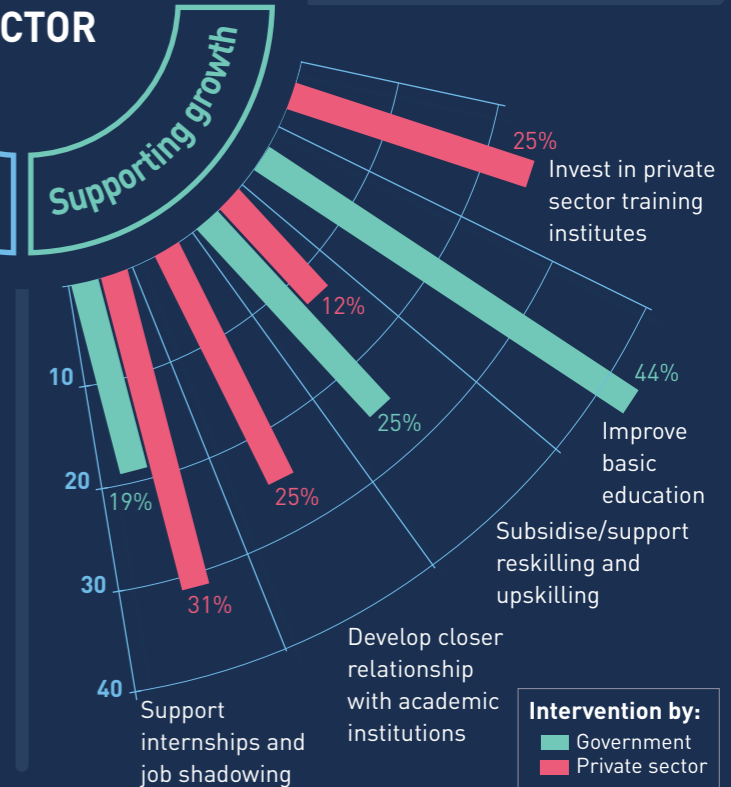 CTOR
Supporting growth
25%
Invest in private
sector training
institutes
44%
Improve
basic
education
12%
25%
Subsidise/support
reskilling and
upskilling
25%
Develop closer
relationship
with academic
institutions
10
20
30
40
19%
31%
Support
internships and
job shadowing
Intervention by:
Government
Private sector